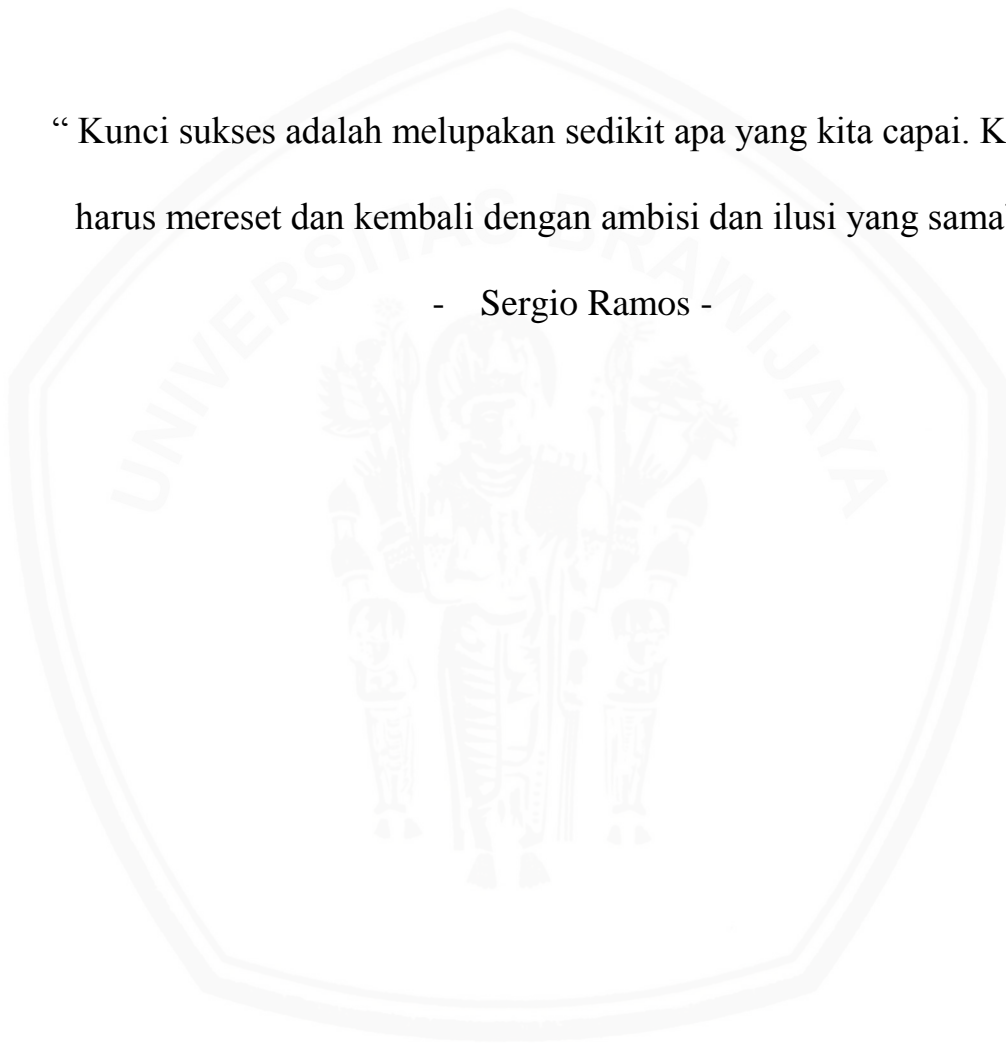 “ Kunci sukses adalah melupakan sedikit apa yang kita capai. K
harus mereset dan kembali dengan ambisi dan ilusi yang sama
- Sergio Ramos -
UNIVERSITAS BRAWIJAYA